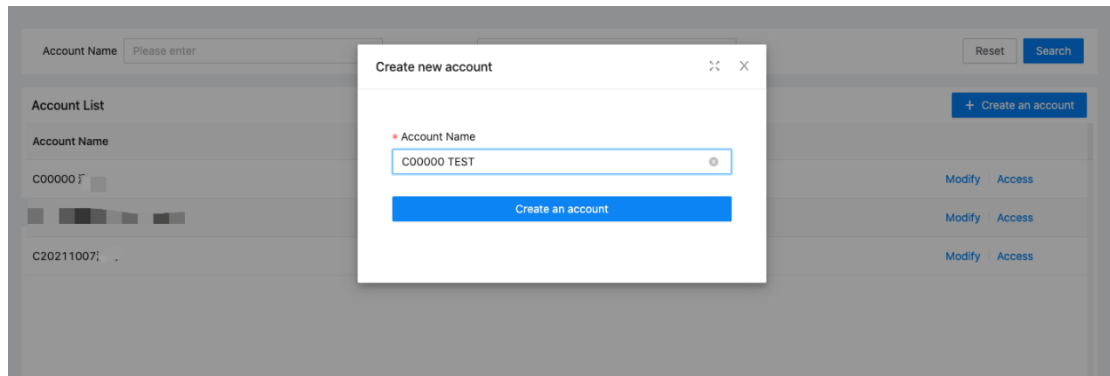 Account Name Please enter Reset Search
Create new account
Account List + Create an account
* Account Name
Account Name
C00000 TEST
C00000 Modify Access
Create an account
Modify Access
C20211007 Modify Access